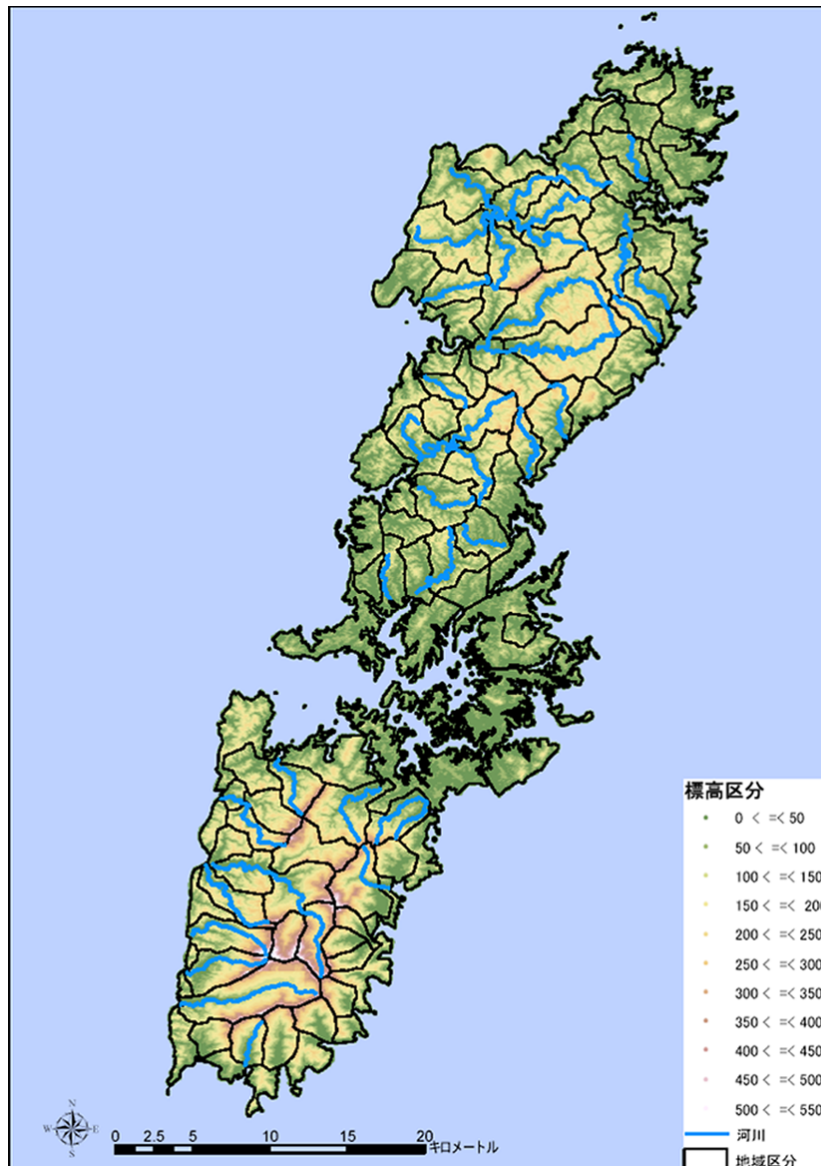 標高区分
0 < =< 50
50 < =< 100
100 < =< 150
150 < =< 200
200 < =< 250
250 < =< 300
300 < =< 350
350 < =< 400
400 < =< 450
450 < =< 500
500 < =< 550
河川
地域区分
N
W E
S
0 2.5 5 10 15 20
キロメートル